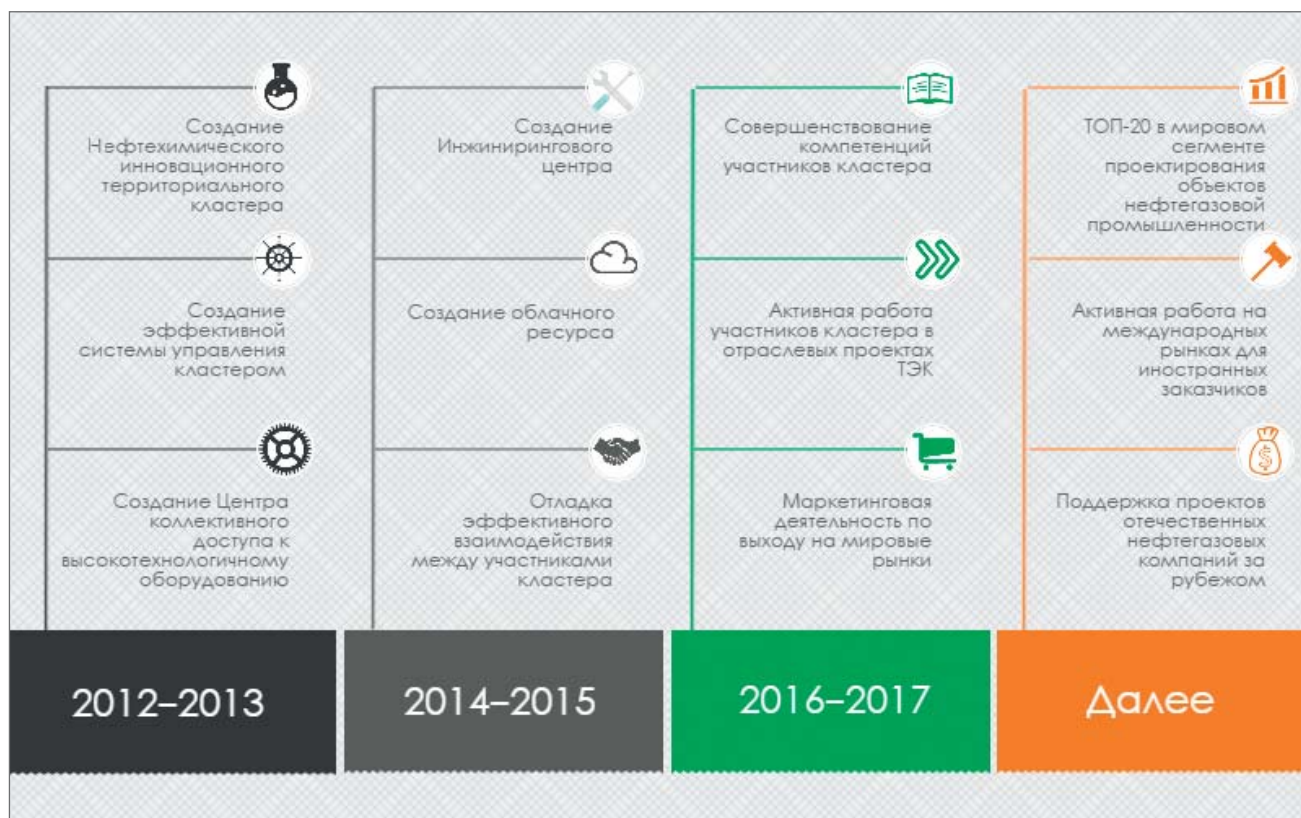 Создание
Нефтехимического
инновационного
территориального
кластера
Создание
эффективной
системы управления
кластером
Создание Центра
коллективного
доступа к
высокотехнологичному
оборудованию
2012–2013
Создание
Инжинирингового
центра
Создание облачного
ресурса
Отладка
эффективного
взаимодействия
между участниками
кластера
2014–2015
Совершенствование
компетенций
участников кластера
Активная работа
участников кластера в
отраслевых проектах
ТЭК
Маркетинговая
деятельность по
выходу на мировые
рынки
2016–2017
ТОП-20 в мировом
сегменте
проектирования
объектов
нефтегазовой
промышленности
Активная работа на
международных
рынках для
иностранных
заказчиков
$
Поддержка проектов
отечественных
нефтегазовых
компаний за
рубежом
Далее